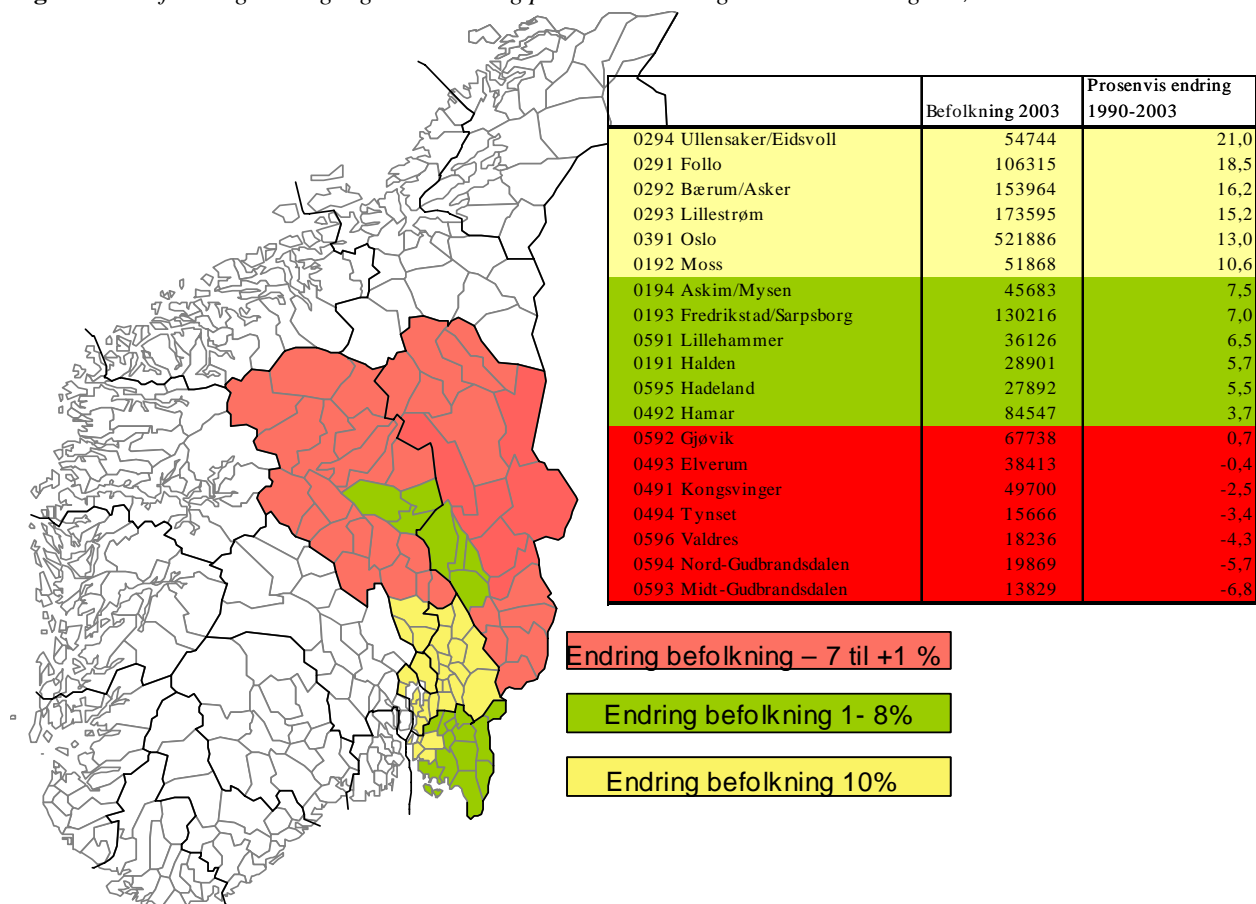 Prosenvis endring
Befolkning 2003 1990-2003
0294 Ullensaker/Eidsvoll 54744 21,0
0291 Follo 106315 18,5
0292 Bærum/Asker 153964 16,2
0293 Lillestrøm 173595 15,2
0391 Oslo 521886 13,0
0192 Moss 51868 10,6
0194 Askim/Mysen 45683 7,5
0193 Fredrikstad/Sarpsborg 130216 7,0
0591 Lillehammer 36126 6,5
0191 Halden 28901 5,7
0595 Hadeland 27892 5,5
0492 Hamar 84547 3,7
0592 Gjøvik 67738 0,7
0493 Elverum 38413 -0,4
0491 Kongsvinger 49700 -2,5
0494 Tynset 15666 -3,4
0596 Valdres 18236 -4,3
0594 Nord-Gudbrandsdalen 19869 -5,7
0593 Midt-Gudbrandsdalen 13829 -6,8
Endring befolkning – 7 til +1 %
Endring befolkning 1- 8%
Endring befolkning 10%